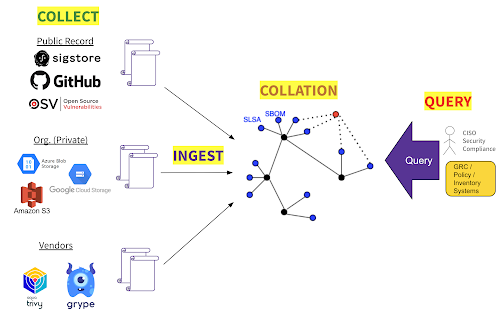 COLLECT
Public Record
sigstore
GitHub
OSV Open Source
Vulnerabilities
Org. (Private)
Azure Blob
Storage
Google Cloud Storage
Amazon S3
Vendors
aqua
trivy
grype
INGEST
COLLATION
SLSA
SBOM
QUERY
Query
CISO
Security
Compliance
GRC /
Policy /
Inventory
Systems